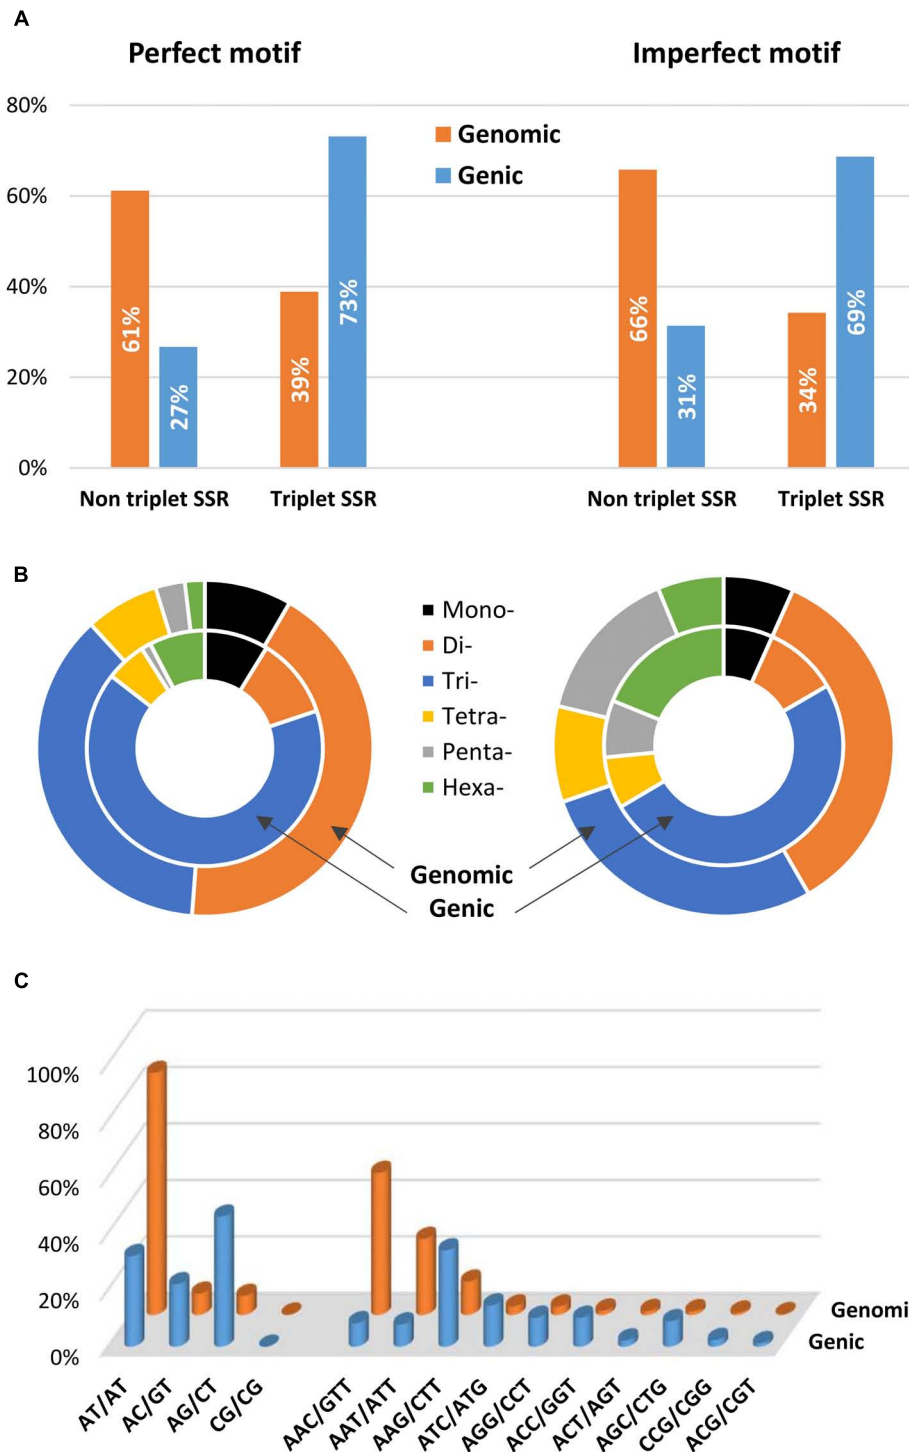 A
Perfect motif
Imperfect motif
80%
60%
40%
20%
0%
Genomic
Genic
61%
27%
39%
73%
66%
31%
34%
69%
Non triplet SSR
Triplet SSR
Non triplet SSR
Triplet SSR
B
Mono-
Di-
Tri-
Tetra-
Penta-
Hexa-
Genomic
Genic
C
100%
80%
60%
40%
20%
0%
Genomi
Genic
AT/AT
AC/GT
AG/CT
CG/CG
AAC/GTT
AAT/ATT
AAG/CTT
ATC/ATG
AGG/CCT
ACC/GGT
ACT/AGT
AGC/CTG
CCG/CGG
ACG/CGT